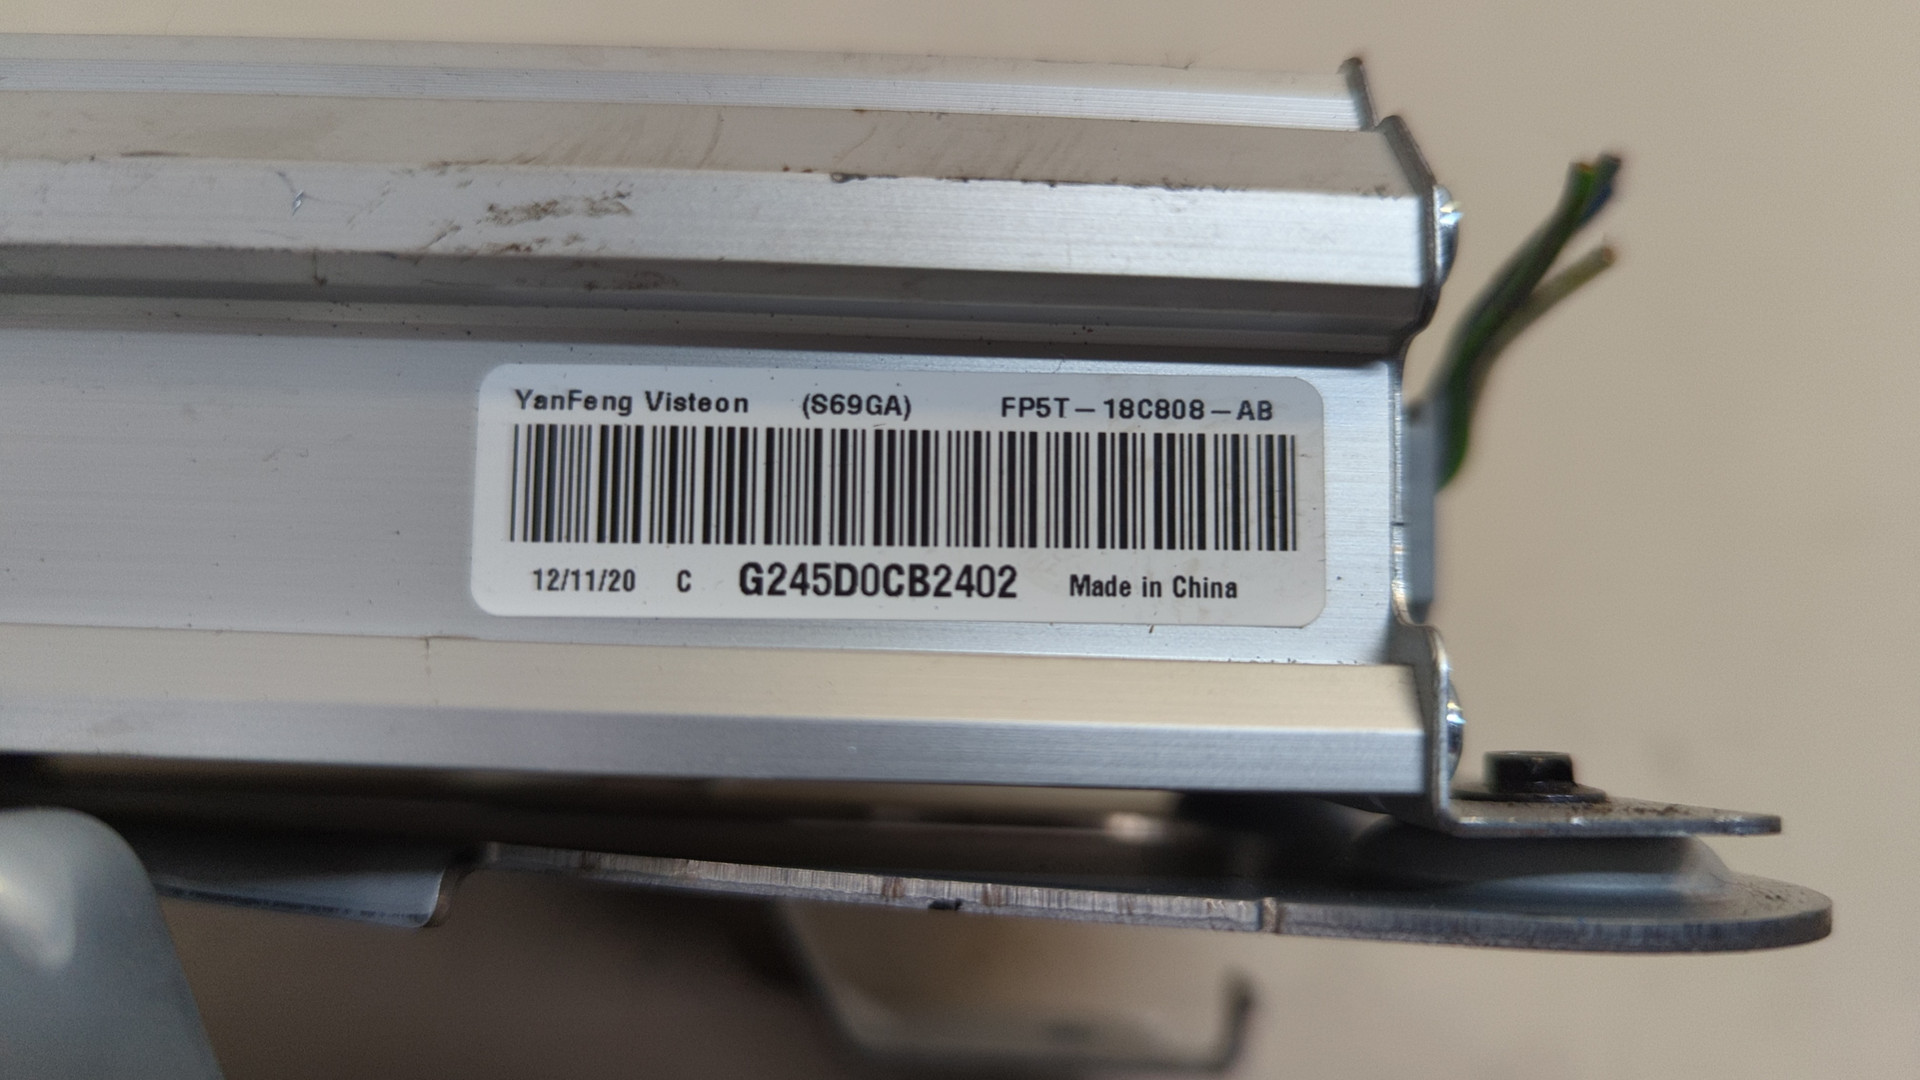 YanFeng Visteon (S69GA) FP5T-18C808-AB
12/11/20 C G245D0CB2402 Made in China